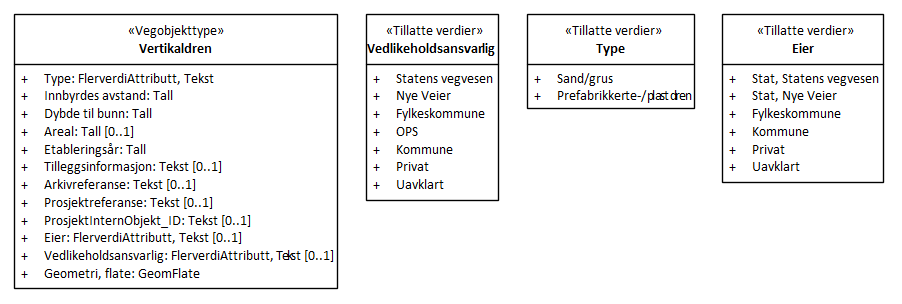 «Vegobjekttype»
Vertikaldren
+ Type: FlerverdiAttributt, Tekst
+ Innbyrdes avstand: Tall
+ Dybde til bunn: Tall
+ Areal: Tall [0..1]
+ Etableringsår: Tall
+ Tilleggsinformasjon: Tekst [0..1]
+ Arkivreferanse: Tekst [0..1]
+ Prosjektreferanse: Tekst [0..1]
+ ProsjektInternObjekt_ID: Tekst [0..1]
+ Eier: FlerverdiAttributt, Tekst [0..1]
+ Vedlikeholdsansvarlig: FlerverdiAttributt, Tekst [0..1]
+ Geometri, flate: GeomFlate
«Tillatte verdier»
Vedlikeholdsansvarlig
+ Statens vegvesen
+ Nye Veier
+ Fylkeskommune
+ OPS
+ Kommune
+ Privat
+ Uavklart
«Tillatte verdier»
Type
+ Sand/grus
+ Prefabrikkerte-/plastdren
«Tillatte verdier»
Eier
+ Stat, Statens vegvesen
+ Stat, Nye Veier
+ Fylkeskommune
+ Kommune
+ Privat
+ Uavklart